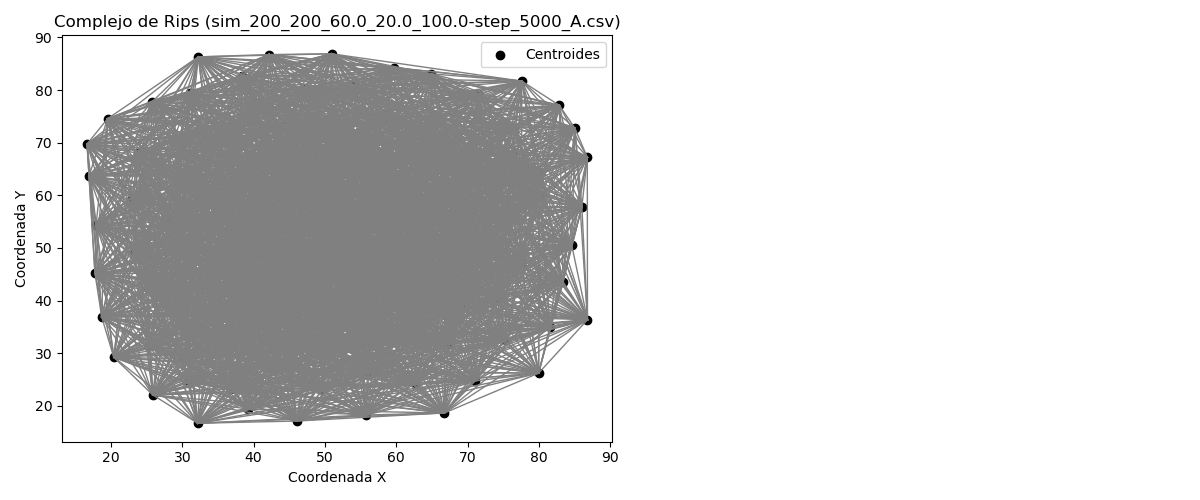 Complejo de Rips (sim_200_200_60.0_20.0_100.0-step_5000_A.csv)
Centroides
Coordenada Y
90
80
70
60
50
40
30
20
20 30 40 50 60 70 80 90
Coordenada X